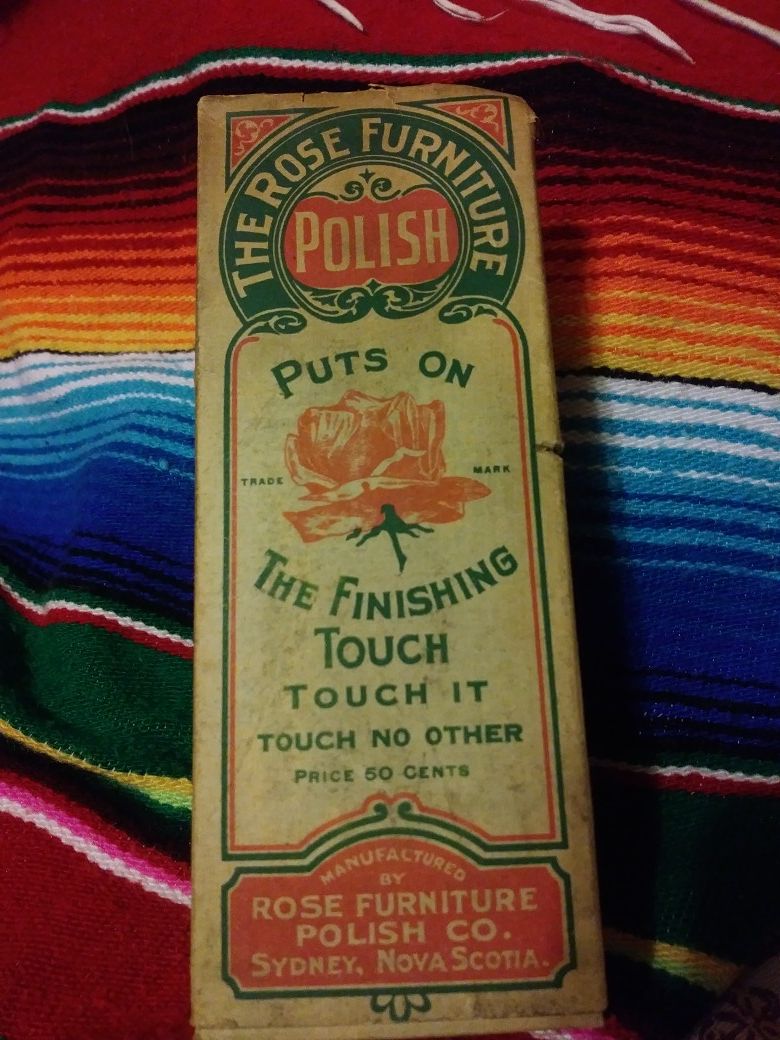 THE ROSE FURNITURE
POLISH
PUTS ON
TRADE MARK
THE FINISHING
TOUCH
TOUCH IT
TOUCH NO OTHER
PRICE 50 CENTS
MANUFACTURED
BY
ROSE FURNITURE
POLISH CO.
SYDNEY, NOVA SCOTIA.